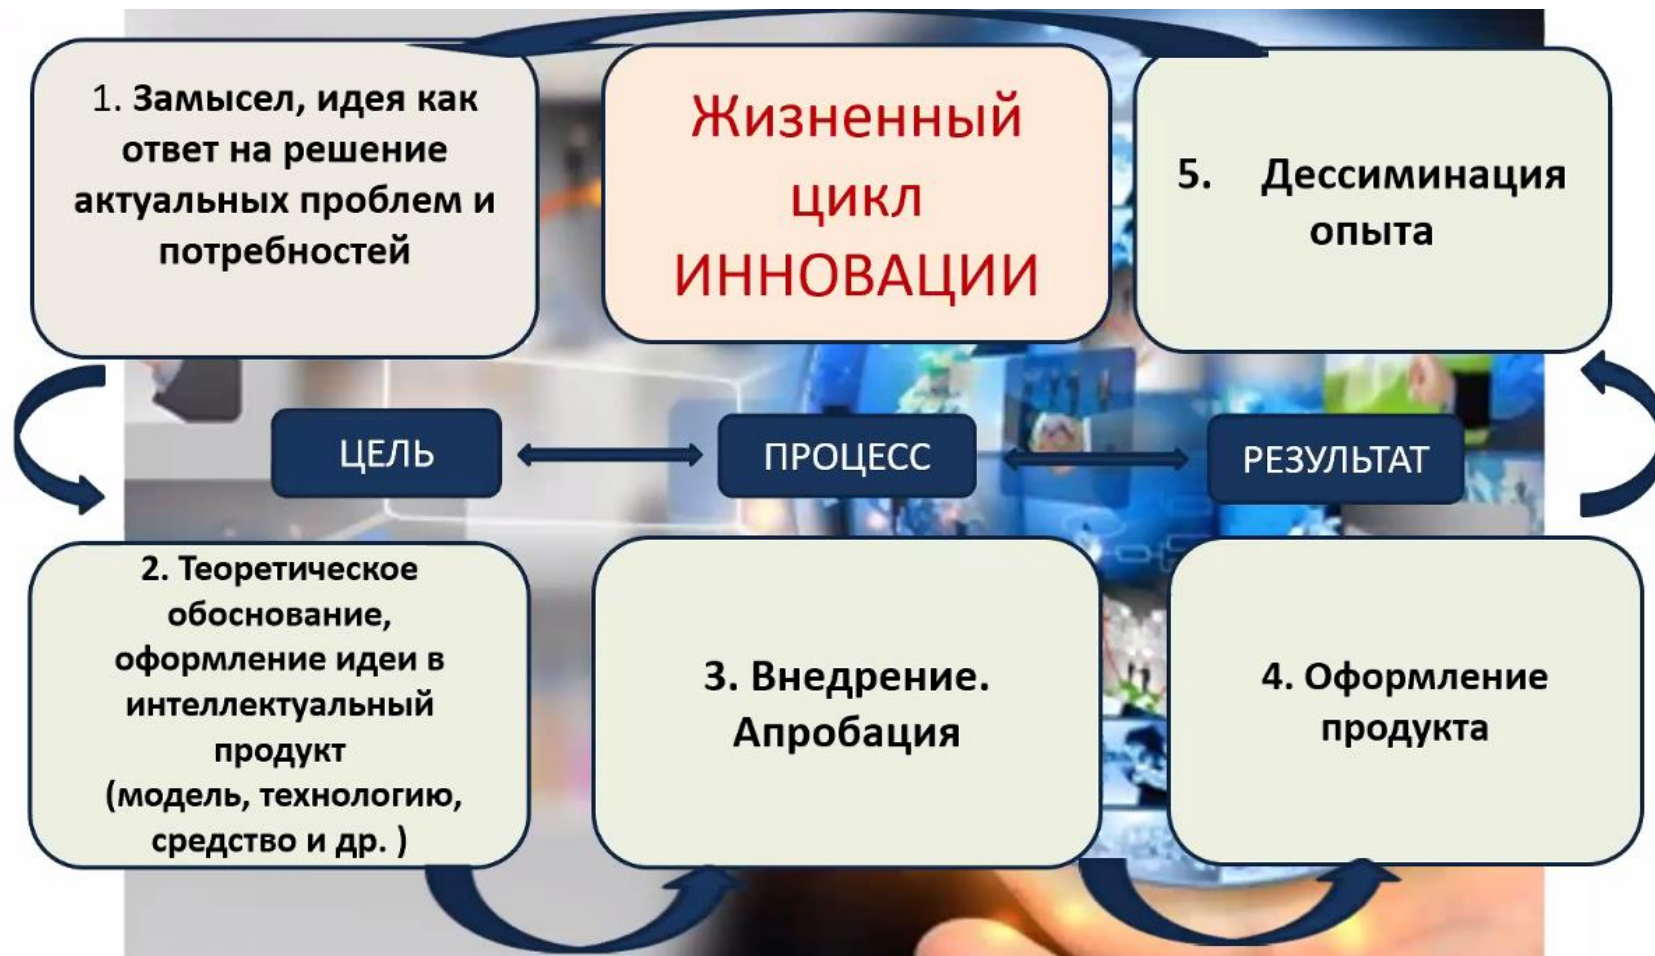 1. Замысел, идея как
ответ на решение
актуальных проблем и
потребностей
Жизненный
цикл
ИННОВАЦИИ
5. Дессиминация
опыта
ЦЕЛЬ
ПРОЦЕСС
РЕЗУЛЬТАТ
2. Теоретическое
обоснование,
оформление идеи в
интеллектуальный
продукт
(модель, технологию,
средство и др. )
3. Внедрение.
Апробация
4. Оформление
продукта